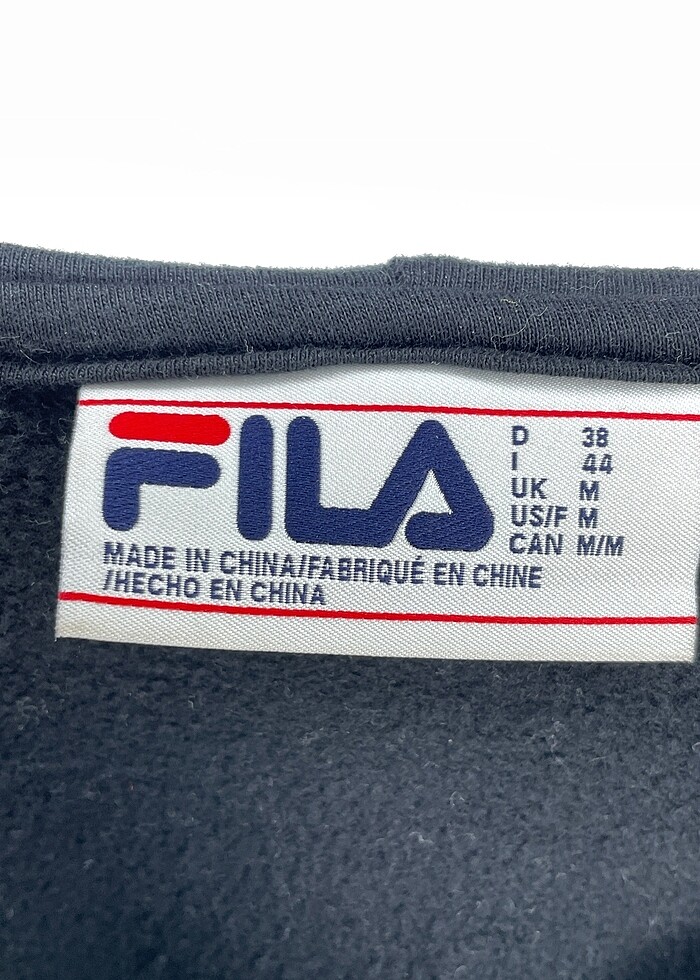 FILA
D 38
I 44
UK M
US/F M
CAN M/M
MADE IN CHINA/FABRIQUÉ EN CHINE
/HECHO EN CHINA